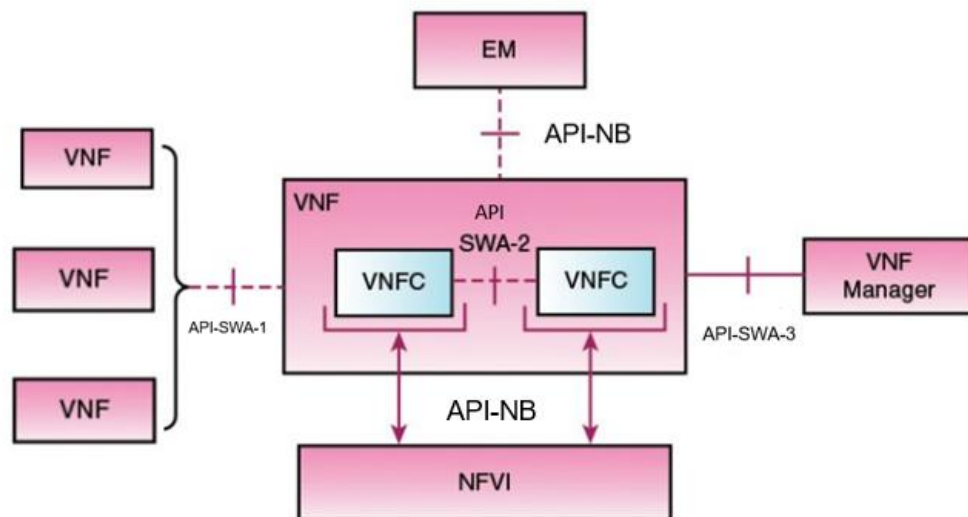 EM
API-NB
VNF
VNF
VNF
API-SWA-1
VNF
API
SWA-2
VNFC
VNFC
API-SWA-3
VNF
Manager
API-NB
NFVI